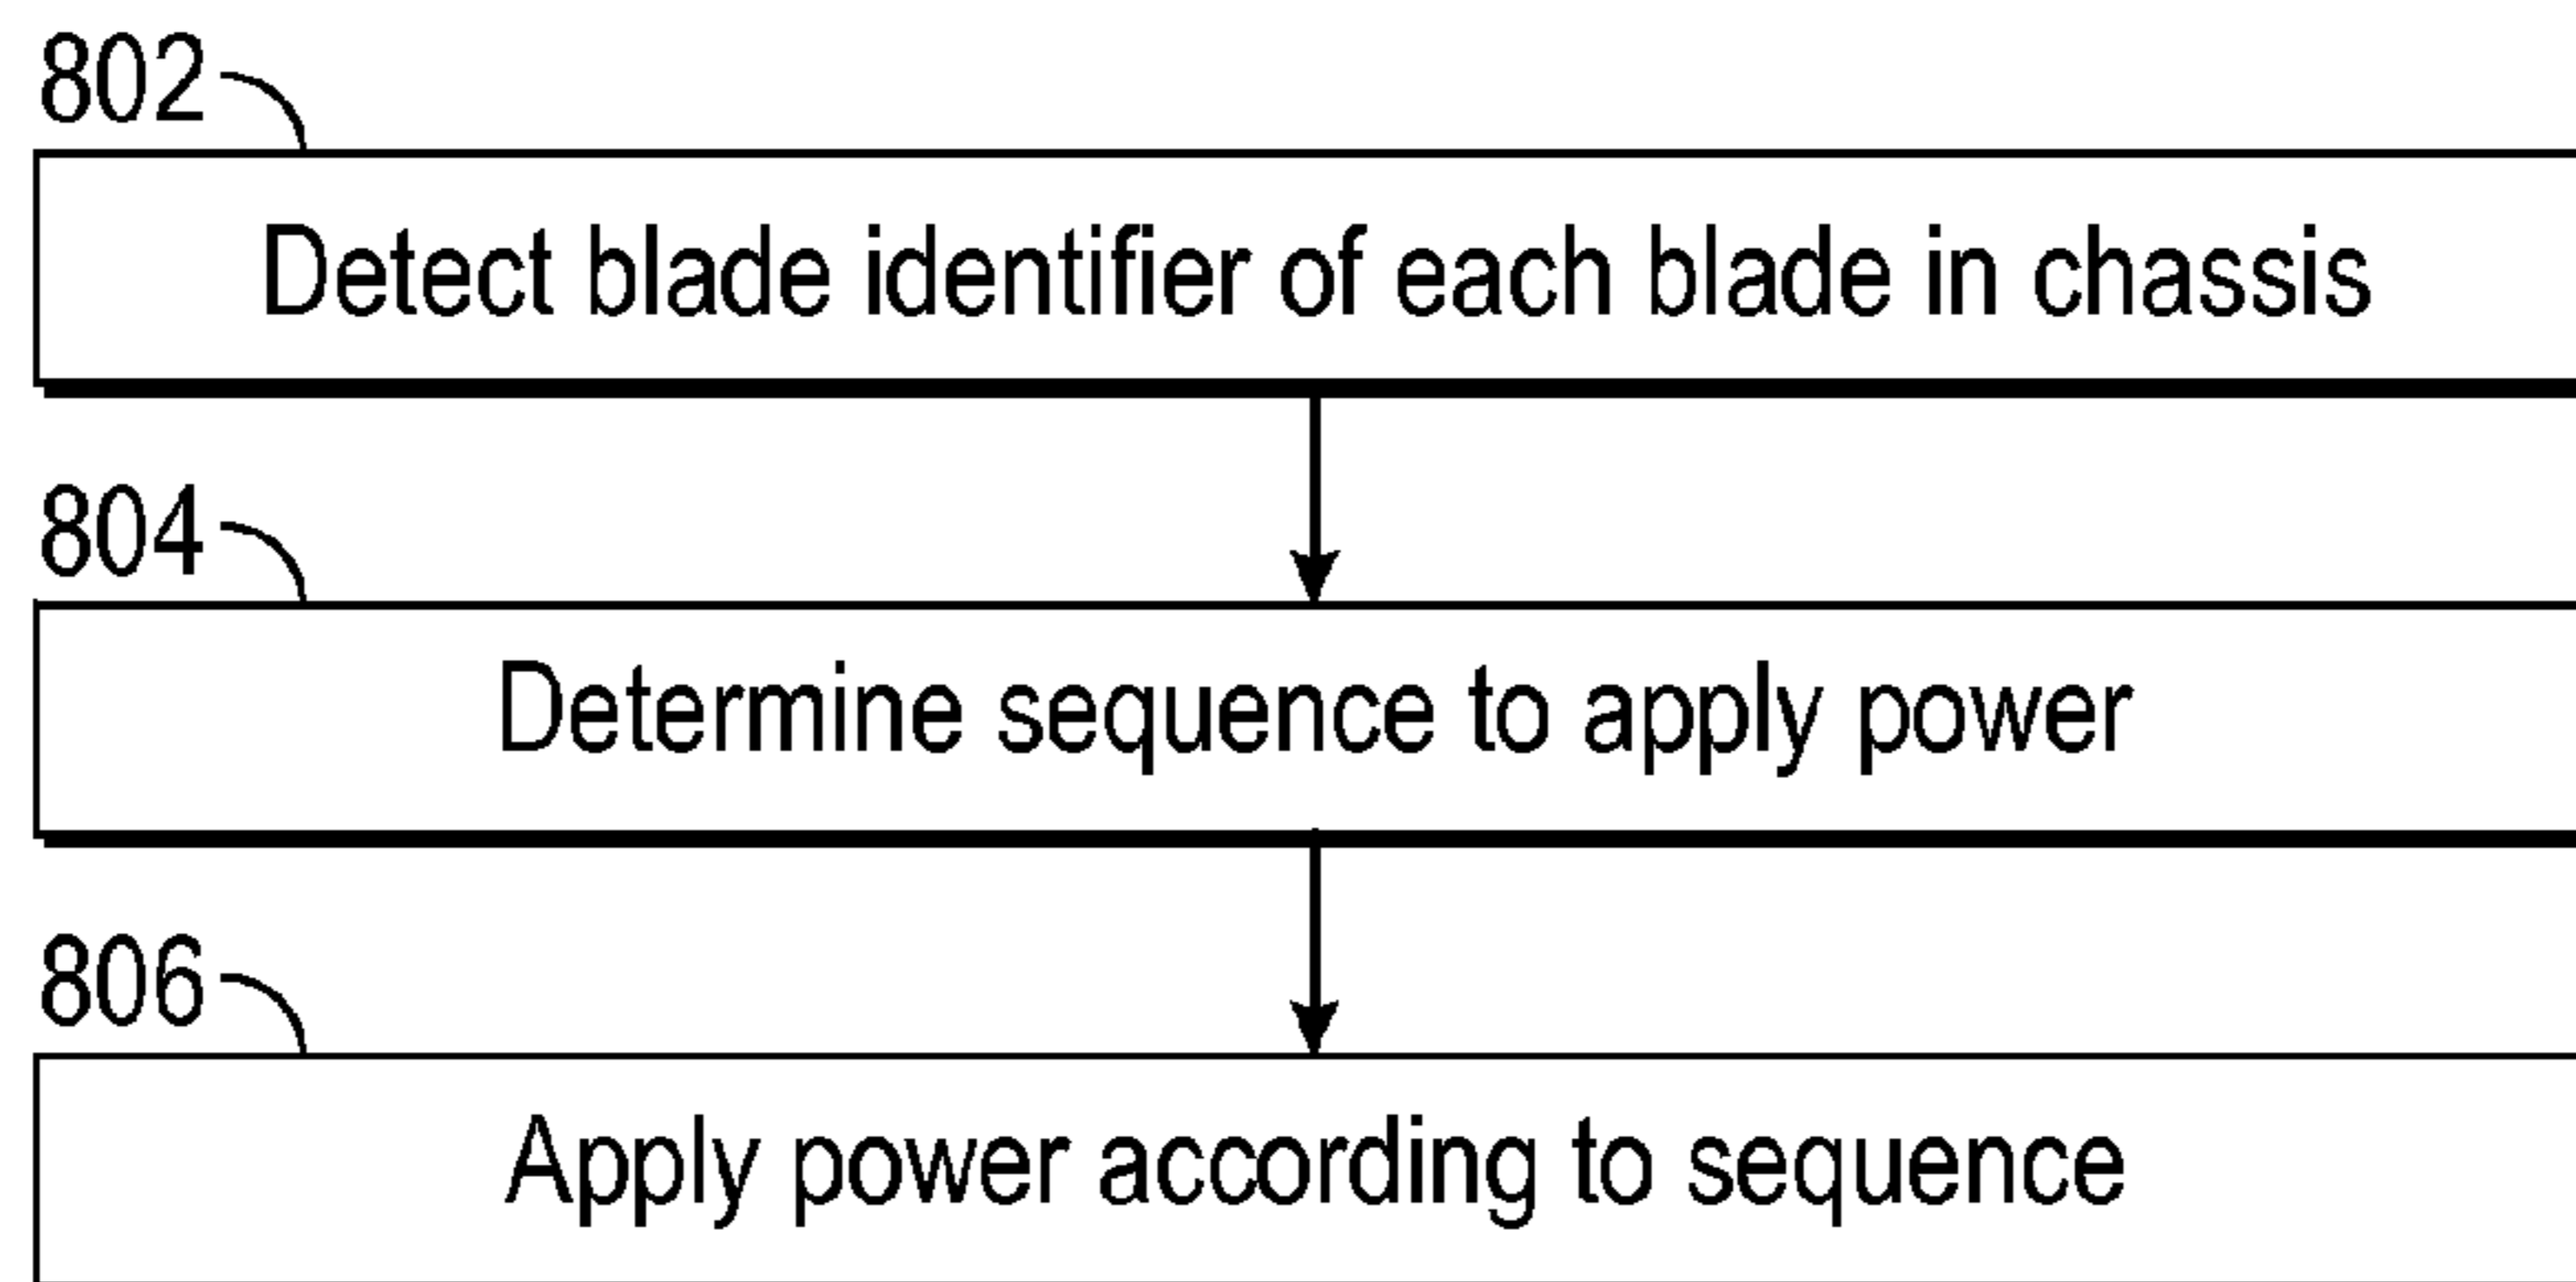 802
Detect blade identifier of each blade in chassis
804
Determine sequence to apply power
806
Apply power according to sequence